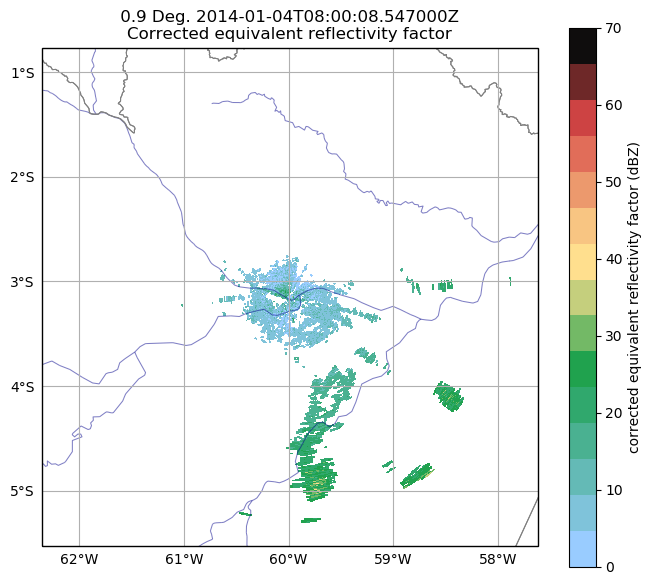 0.9 Deg. 2014-01-04T08:00:08.547000Z
Corrected equivalent reflectivity factor
1°S
2°S
3°S
4°S
5°S
62°W 61°W 60°W 59°W 58°W
70
60
50
40
30
20
10
0
corrected equivalent reflectivity factor (dBZ)